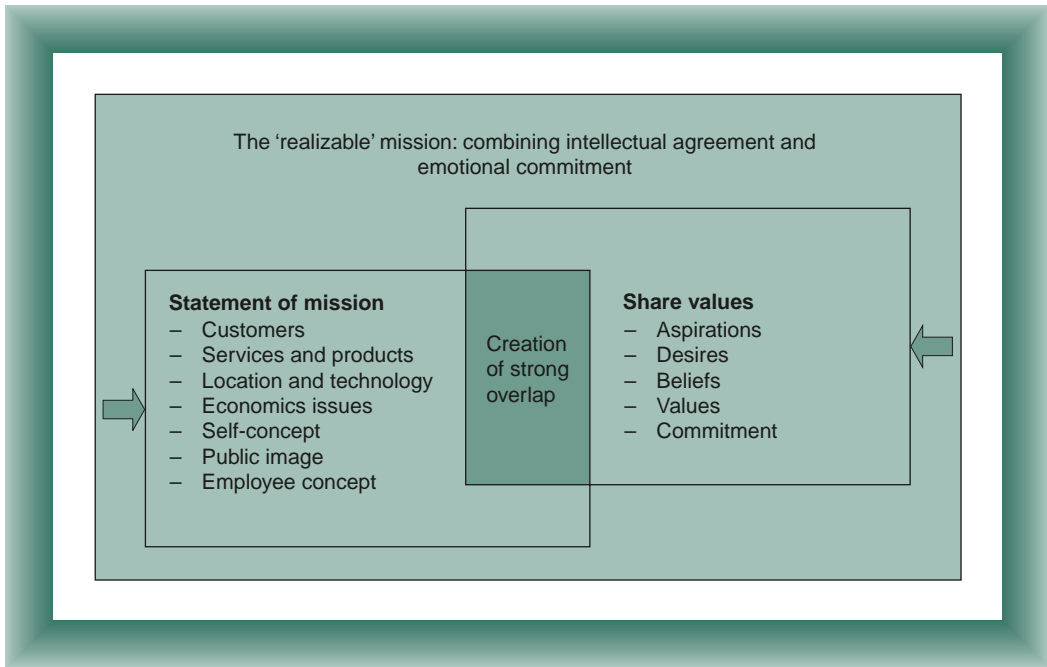 The ‘realizable’ mission: combining intellectual agreement and
emotional commitment
Statement of mission
– Customers
– Services and products
– Location and technology
– Economics issues
– Self-concept
– Public image
– Employee concept
Creation
of strong
overlap
Share values
– Aspirations
– Desires
– Beliefs
– Values
– Commitment